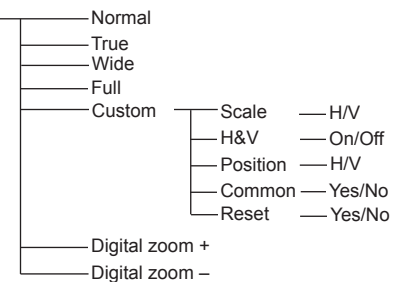 Normal
True
Wide
Full
Custom Scale H/V
H&V On/Off
Position H/V
Common Yes/No
Reset Yes/No
Digital zoom +
Digital zoom –